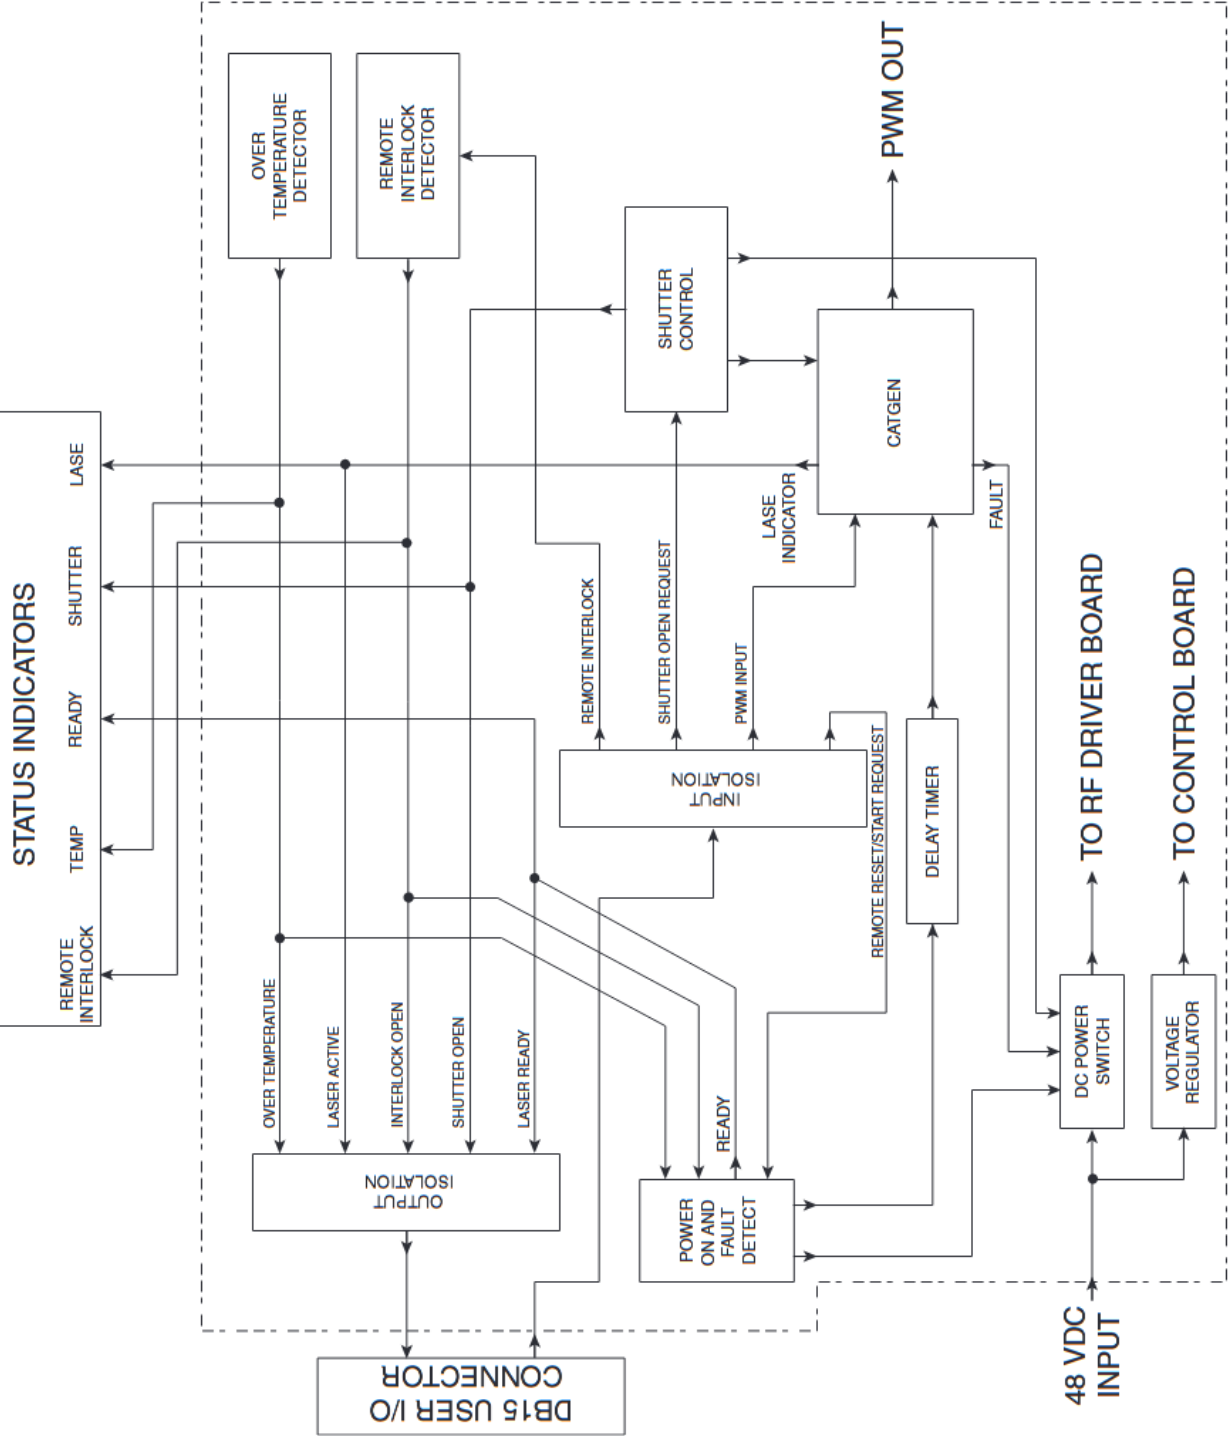 STATUS INDICATORS
REMOTE
INTERLOCK
TEMP
READY
SHUTTER
LASE
OVER
TEMPERATURE
DETECTOR
REMOTE
INTERLOCK
DETECTOR
OVER TEMPERATURE
LASER ACTIVE
INTERLOCK OPEN
SHUTTER OPEN
LASER READY
OUTPUT
ISOLATION
DB15 USER I/O
CONNECTOR
REMOTE INTERLOCK
SHUTTER OPEN REQUEST
PWM INPUT
INPUT
ISOLATION
REMOTE RESET/START REQUEST
SHUTTER
CONTROL
LASE
INDICATOR
CATGEN
PWM OUT
FAULT
DELAY TIMER
READY
POWER
ON AND
FAULT
DETECT
DC POWER
SWITCH
TO RF DRIVER BOARD
VOLTAGE
REGULATOR
TO CONTROL BOARD
48 VDC
INPUT